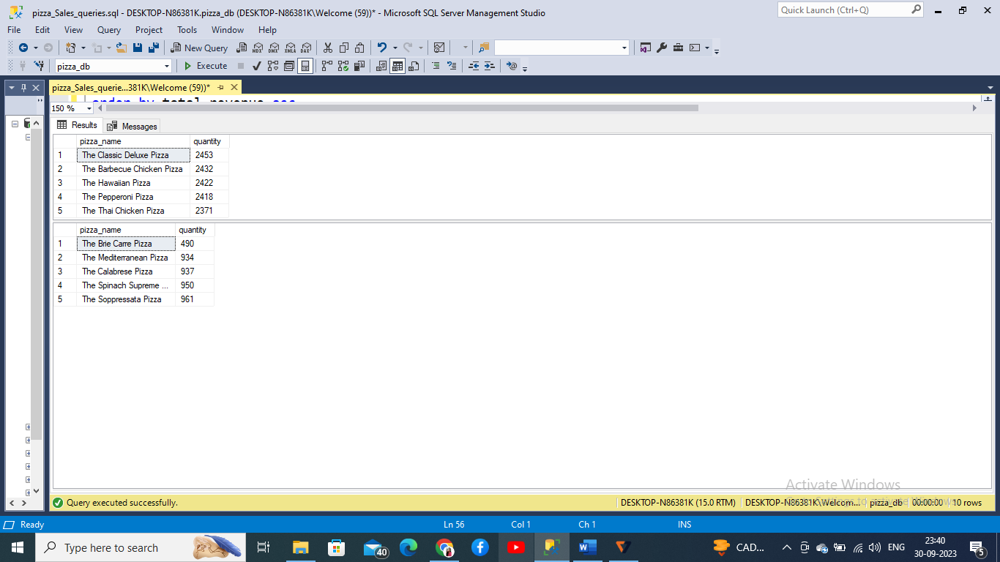 pizza_Sales_queries.sql - DESKTOP-N86381K.pizza_db (DESKTOP-N86381K\Welcome (59))* - Microsoft SQL Server Management Studio
Quick Launch (Ctrl+Q)
File Edit View Query Project Tools Window Help
New Query MDX DMX XMLA DAX
pizza_db Execute
pizza_Sales_querie...381K\Welcome (59))*
150 %
Results Messages
pizza_name quantity
1 The Classic Deluxe Pizza 2453
2 The Barbecue Chicken Pizza 2432
3 The Hawaiian Pizza 2422
4 The Pepperoni Pizza 2418
5 The Thai Chicken Pizza 2371
pizza_name quantity
1 The Brie Carre Pizza 490
2 The Mediterranean Pizza 934
3 The Calabrese Pizza 937
4 The Spinach Supreme ... 950
5 The Soppressata Pizza 961
Activate Windows
Go to Settings to activate Windows.
Query executed successfully. DESKTOP-N86381K (15.0 RTM) DESKTOP-N86381K\Welcom... pizza_db 00:00:00 10 rows
Ready Ln 56 Col 1 Ch 1 INS
Type here to search 40 CAD... ENG 23:40
30-09-2023 5